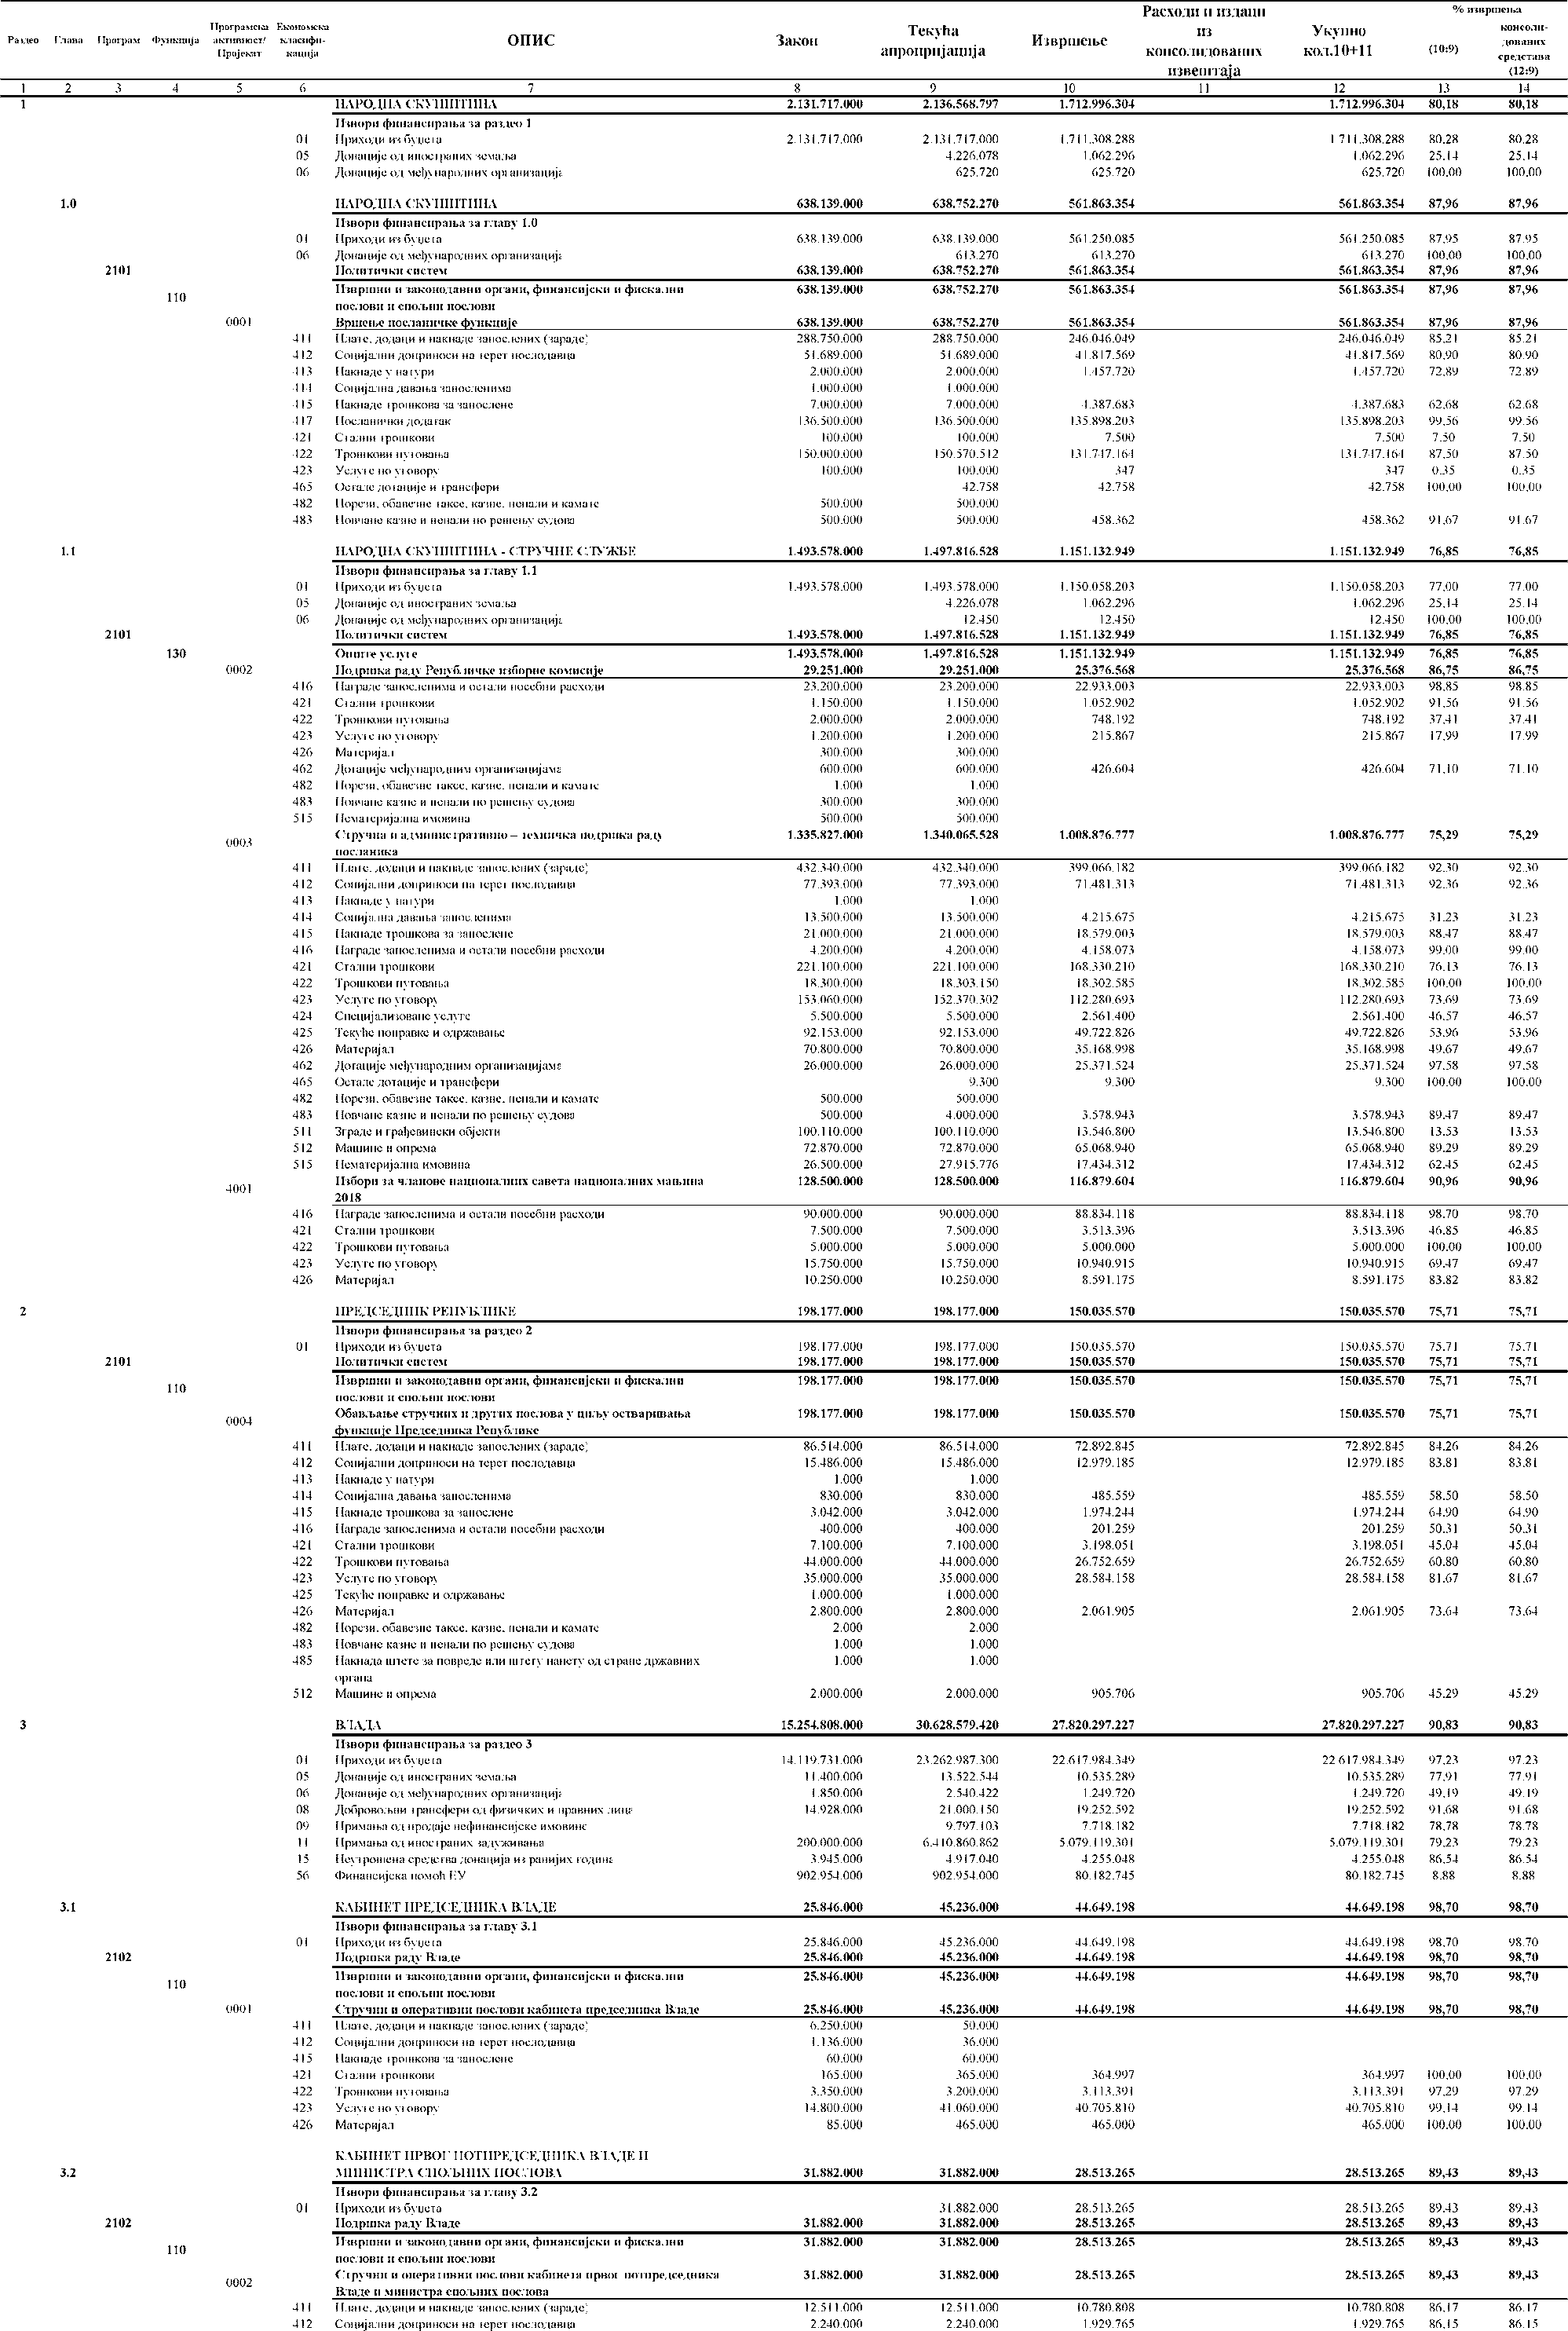 Раздео Глава Програм Функција Програмска активност/ Пројекат Економска класифи- кација ОПИС Закон Текућа апропријација Извршење Расходи и издаци из консолидованих извештаја Укупно кол.10+11 % извршења (10:9) консоли- дованих средстава (12:9)
1 2 3 4 5 6 7 8 9 10 11 12 13 14
1 НАРОДНА СКУПШТИНА 2.131.717.000 2.136.568.797 1.712.996.304 1.712.996.304 80,18 80,18
Извори финансирања за раздео 1
01 Приходи из буџета 2.131.717.000 2.131.717.000 1.711.308.288 1.711.308.288 80,28 80,28
05 Донације од иностраних земаља 4.226.078 1.062.296 1.062.296 25,14 25,14
06 Донације од међународних организација 625.720 625.720 625.720 100,00 100,00
1.0 НАРОДНА СКУПШТИНА 638.139.000 638.752.270 561.863.354 561.863.354 87,96 87,96
Извори финансирања за главу 1.0
01 Приходи из буџета 638.139.000 638.139.000 561.250.085 561.250.085 87,95 87,95
06 Донације од међународних организација 613.270 613.270 613.270 100,00 100,00
2101 Политички систем 638.139.000 638.752.270 561.863.354 561.863.354 87,96 87,96
110 Извршни и законодавни органи, финансијски и фискални послови и спољни послови 638.139.000 638.752.270 561.863.354 561.863.354 87,96 87,96
0001 Вршење посланичке функције 638.139.000 638.752.270 561.863.354 561.863.354 87,96 87,96
411 Плате, додаци и накнаде запослених (зараде) 288.750.000 288.750.000 246.046.049 246.046.049 85,21 85,21
412 Социјални доприноси на терет послодавца 51.689.000 51.689.000 41.817.569 41.817.569 80,90 80,90
413 Накнаде у натури 2.000.000 2.000.000 1.457.720 1.457.720 72,89 72,89
414 Социјална давања запосленима 1.000.000 1.000.000
415 Накнаде трошкова за запослене 7.000.000 7.000.000 4.387.683 4.387.683 62,68 62,68
417 Посланички додатак 136.500.000 136.500.000 135.898.203 135.898.203 99,56 99,56
421 Стални трошкови 100.000 100.000 7.500 7.500 7,50 7,50
422 Трошкови путовања 150.000.000 150.570.512 131.747.164 131.747.164 87,50 87,50
423 Услуге по уговору 100.000 100.000 347 347 0,35 0,35
465 Остале дотације и трансфери 42.758 42.758 42.758 100,00 100,00
482 Порези, обавезне таксе, казне, пенали и камате 500.000 500.000
483 Новчане казне и пенали по решењу судова 500.000 500.000 458.362 458.362 91,67 91,67
1.1 НАРОДНА СКУПШТИНА - СТРУЧНЕ СЛУЖБЕ 1.493.578.000 1.497.816.528 1.151.132.949 1.151.132.949 76,85 76,85
Извори финансирања за главу 1.1
01 Приходи из буџета 1.493.578.000 1.493.578.000 1.150.058.203 1.150.058.203 77,00 77,00
05 Донације од иностраних земаља 4.226.078 1.062.296 1.062.296 25,14 25,14
06 Донације од међународних организација 12.450 12.450 12.450 100,00 100,00
2101 Политички систем 1.493.578.000 1.497.816.528 1.151.132.949 1.151.132.949 76,85 76,85
130 Опште услуге 1.493.578.000 1.497.816.528 1.151.132.949 1.151.132.949 76,85 76,85
0002 Подршка раду Републичке изборне комисије 29.251.000 29.251.000 25.376.568 25.376.568 86,75 86,75
416 Награде запосленима и остали посебни расходи 23.200.000 23.200.000 22.933.003 22.933.003 98,85 98,85
421 Стални трошкови 1.150.000 1.150.000 1.052.902 1.052.902 91,56 91,56
422 Трошкови путовања 2.000.000 2.000.000 748.192 748.192 37,41 37,41
423 Услуге по уговору 1.200.000 1.200.000 215.867 215.867 17,99 17,99
426 Материјал 300.000 300.000
462 Дотације међународним организацијама 600.000 600.000 426.604 426.604 71,10 71,10
482 Порези, обавезне таксе, казне, пенали и камате 1.000 1.000
483 Новчане казне и пенали по решењу судова 300.000 300.000
515 Нематеријална имовина 500.000 500.000
0003 Стручна и административно – техничка подршка раду посланика 1.335.827.000 1.340.065.528 1.008.876.777 1.008.876.777 75,29 75,29
411 Плате, додаци и накнаде запослених (зараде) 432.340.000 432.340.000 399.066.182 399.066.182 92,30 92,30
412 Социјални доприноси на терет послодавца 77.393.000 77.393.000 71.481.313 71.481.313 92,36 92,36
413 Накнаде у натури 1.000 1.000
414 Социјална давања запосленима 13.500.000 13.500.000 4.215.675 4.215.675 31,23 31,23
415 Накнаде трошкова за запослене 21.000.000 21.000.000 18.579.003 18.579.003 88,47 88,47
416 Награде запосленима и остали посебни расходи 4.200.000 4.200.000 4.158.073 4.158.073 99,00 99,00
421 Стални трошкови 221.100.000 221.100.000 168.330.210 168.330.210 76,13 76,13
422 Трошкови путовања 18.300.000 18.303.150 18.302.585 18.302.585 100,00 100,00
423 Услуге по уговору 153.060.000 152.370.302 112.280.693 112.280.693 73,69 73,69
424 Специјализоване услуге 5.500.000 5.500.000 2.561.400 2.561.400 46,57 46,57
425 Текуће поправке и одржавање 92.153.000 92.153.000 49.722.826 49.722.826 53,96 53,96
426 Материјал 70.800.000 70.800.000 35.168.998 35.168.998 49,67 49,67
462 Дотације међународним организацијама 26.000.000 26.000.000 25.371.524 25.371.524 97,58 97,58
465 Остале дотације и трансфери 9.300 9.300 9.300 100,00 100,00
482 Порези, обавезне таксе, казне, пенали и камате 500.000 500.000
483 Новчане казне и пенали по решењу судова 500.000 4.000.000 3.578.943 3.578.943 89,47 89,47
511 Зграде и грађевински објекти 100.110.000 100.110.000 13.546.800 13.546.800 13,53 13,53
512 Машине и опрема 72.870.000 72.870.000 65.068.940 65.068.940 89,29 89,29
515 Нематеријална имовина 26.500.000 27.915.776 17.434.312 17.434.312 62,45 62,45
4001 Избори за чланове националних савета националних мањина 2018 128.500.000 128.500.000 116.879.604 116.879.604 90,96 90,96
416 Награде запосленима и остали посебни расходи 90.000.000 90.000.000 88.834.118 88.834.118 98,70 98,70
421 Стални трошкови 7.500.000 7.500.000 3.513.396 3.513.396 46,85 46,85
422 Трошкови путовања 5.000.000 5.000.000 5.000.000 5.000.000 100,00 100,00
423 Услуге по уговору 15.750.000 15.750.000 10.940.915 10.940.915 69,47 69,47
426 Материјал 10.250.000 10.250.000 8.591.175 8.591.175 83,82 83,82
2 ПРЕДСЕДНИК РЕПУБЛИКЕ 198.177.000 198.177.000 150.035.570 150.035.570 75,71 75,71
Извори финансирања за раздео 2
01 Приходи из буџета 198.177.000 198.177.000 150.035.570 150.035.570 75,71 75,71
2101 Политички систем 198.177.000 198.177.000 150.035.570 150.035.570 75,71 75,71
110 Извршни и законодавни органи, финансијски и фискални послови и спољни послови 198.177.000 198.177.000 150.035.570 150.035.570 75,71 75,71
0004 Обављање стручних и других послова у циљу остваривања функције Председника Републике 198.177.000 198.177.000 150.035.570 150.035.570 75,71 75,71
411 Плате, додаци и накнаде запослених (зараде) 86.514.000 86.514.000 72.892.845 72.892.845 84,26 84,26
412 Социјални доприноси на терет послодавца 15.486.000 15.486.000 12.979.185 12.979.185 83,81 83,81
413 Накнаде у натури 1.000 1.000
414 Социјална давања запосленима 830.000 830.000 485.559 485.559 58,50 58,50
415 Накнаде трошкова за запослене 3.042.000 3.042.000 1.974.244 1.974.244 64,90 64,90
416 Награде запосленима и остали посебни расходи 400.000 400.000 201.259 201.259 50,31 50,31
421 Стални трошкови 7.100.000 7.100.000 3.198.051 3.198.051 45,04 45,04
422 Трошкови путовања 44.000.000 44.000.000 26.752.659 26.752.659 60,80 60,80
423 Услуге по уговору 35.000.000 35.000.000 28.584.158 28.584.158 81,67 81,67
425 Текуће поправке и одржавање 1.000.000 1.000.000
426 Материјал 2.800.000 2.800.000 2.061.905 2.061.905 73,64 73,64
482 Порези, обавезне таксе, казне, пенали и камате 2.000 2.000
483 Новчане казне и пенали по решењу судова 1.000 1.000
485 Накнада штете за повреде или штету нанету од стране државних органа 1.000 1.000
512 Машине и опрема 2.000.000 2.000.000 905.706 905.706 45,29 45,29
3 ВЛАДА 15.254.808.000 30.628.579.420 27.820.297.227 27.820.297.227 90,83 90,83
Извори финансирања за раздео 3
01 Приходи из буџета 14.119.731.000 23.262.987.300 22.617.984.349 22.617.984.349 97,23 97,23
05 Донације од иностраних земаља 11.400.000 13.522.544 10.535.289 10.535.289 77,91 77,91
06 Донације од међународних организација 1.850.000 2.540.422 1.249.720 1.249.720 49,19 49,19
08 Добровољни трансфери од физичких и правних лица 14.928.000 21.000.150 19.252.592 19.252.592 91,68 91,68
09 Примања од продаје нефинансијске имовине 9.797.103 7.718.182 7.718.182 78,78 78,78
11 Примања од иностраних задуживања 200.000.000 6.410.860.862 5.079.119.301 5.079.119.301 79,23 79,23
15 Неутрошена средства донација из ранијих година 3.945.000 4.917.040 4.255.048 4.255.048 86,54 86,54
56 Финансијска помоћ ЕУ 902.954.000 902.954.000 80.182.745 80.182.745 8,88 8,88
3.1 КАБИНЕТ ПРЕДСЕДНИКА ВЛАДЕ 25.846.000 45.236.000 44.649.198 44.649.198 98,70 98,70
Извори финансирања за главу 3.1
01 Приходи из буџета 25.846.000 45.236.000 44.649.198 44.649.198 98,70 98,70
2102 Подршка раду Владе 25.846.000 45.236.000 44.649.198 44.649.198 98,70 98,70
110 Извршни и законодавни органи, финансијски и фискални послови и спољни послови 25.846.000 45.236.000 44.649.198 44.649.198 98,70 98,70
0001 Стручни и оперативни послови кабинета председника Владе 25.846.000 45.236.000 44.649.198 44.649.198 98,70 98,70
411 Плате, додаци и накнаде запослених (зараде) 6.250.000 50.000
412 Социјални доприноси на терет послодавца 1.136.000 36.000
415 Накнаде трошкова за запослене 60.000 60.000
421 Стални трошкови 165.000 365.000 364.997 364.997 100,00 100,00
422 Трошкови путовања 3.350.000 3.200.000 3.113.391 3.113.391 97,29 97,29
423 Услуге по уговору 14.800.000 41.060.000 40.705.810 40.705.810 99,14 99,14
426 Материјал 85.000 465.000 465.000 465.000 100,00 100,00
3.2 КАБИНЕТ ПРВОГ ПОТПРЕДСЕДНИКА ВЛАДЕ И МИНИСТРА СПОЉНИХ ПОСЛОВА 31.882.000 31.882.000 28.513.265 28.513.265 89,43 89,43
Извори финансирања за главу 3.2
01 Приходи из буџета 31.882.000 28.513.265 28.513.265 89,43 89,43
2102 Подршка раду Владе 31.882.000 31.882.000 28.513.265 28.513.265 89,43 89,43
110 Извршни и законодавни органи, финансијски и фискални послови и спољни послови 31.882.000 31.882.000 28.513.265 28.513.265 89,43 89,43
0002 Стручни и оперативни послови кабинета првог потпредседника Владе и министра спољних послова 31.882.000 31.882.000 28.513.265 28.513.265 89,43 89,43
411 Плате, додаци и накнаде запослених (зараде) 12.511.000 12.511.000 10.780.808 10.780.808 86,17 86,17
412 Социјални доприноси на терет послодавца 2.240.000 2.240.000 1.929.765 1.929.765 86,15 86,15